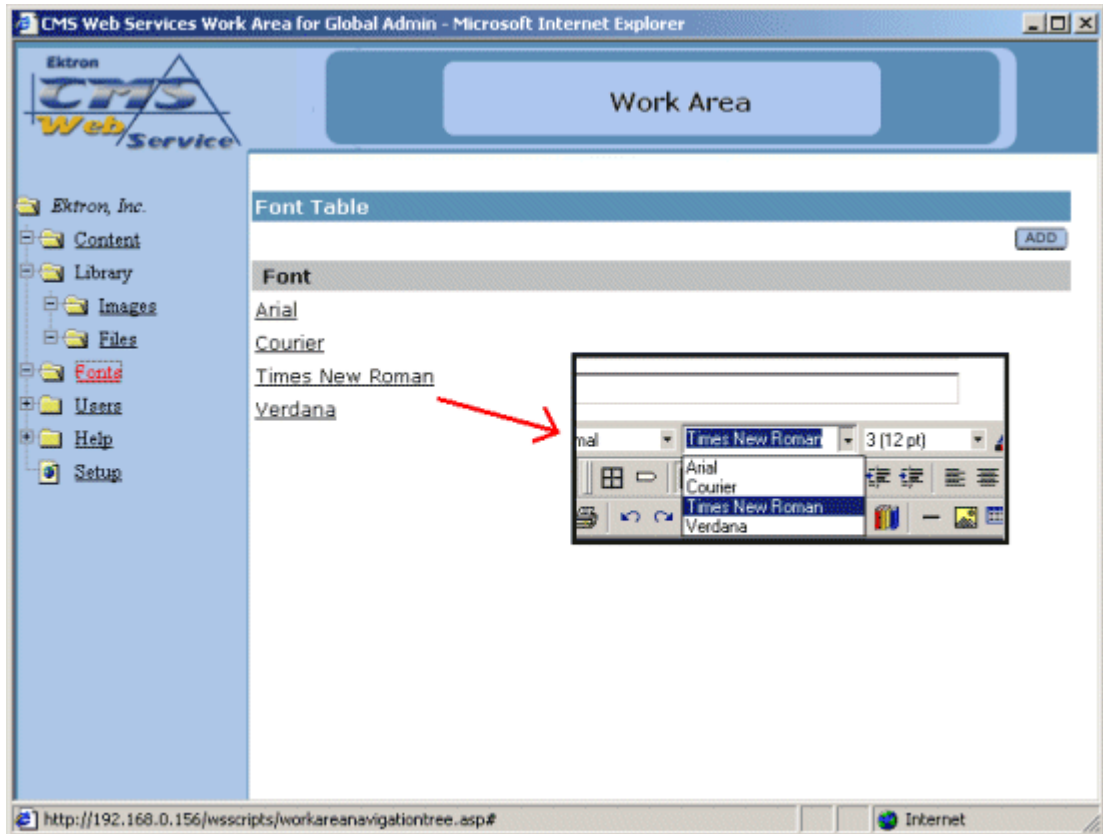 CMS Web Services Work Area for Global Admin - Microsoft Internet Explorer
Ektron
CMS
Web
Service
Work Area
Ektron, Inc.
Content
Library
Images
Files
Fonts
Users
Help
Setup
Font Table
ADD
Font
Arial
Courier
Times New Roman
Verdana
mal
Times New Roman
3 (12 pt)
Arial
Courier
Times New Roman
Verdana
http://192.168.0.156/wsscripts/workareanavigationtree.asp#
Internet